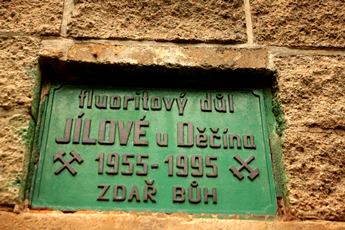 fluoritový důl
JÍLOVÉ u Děčína
1955-1995
ZDAŘ BŮH